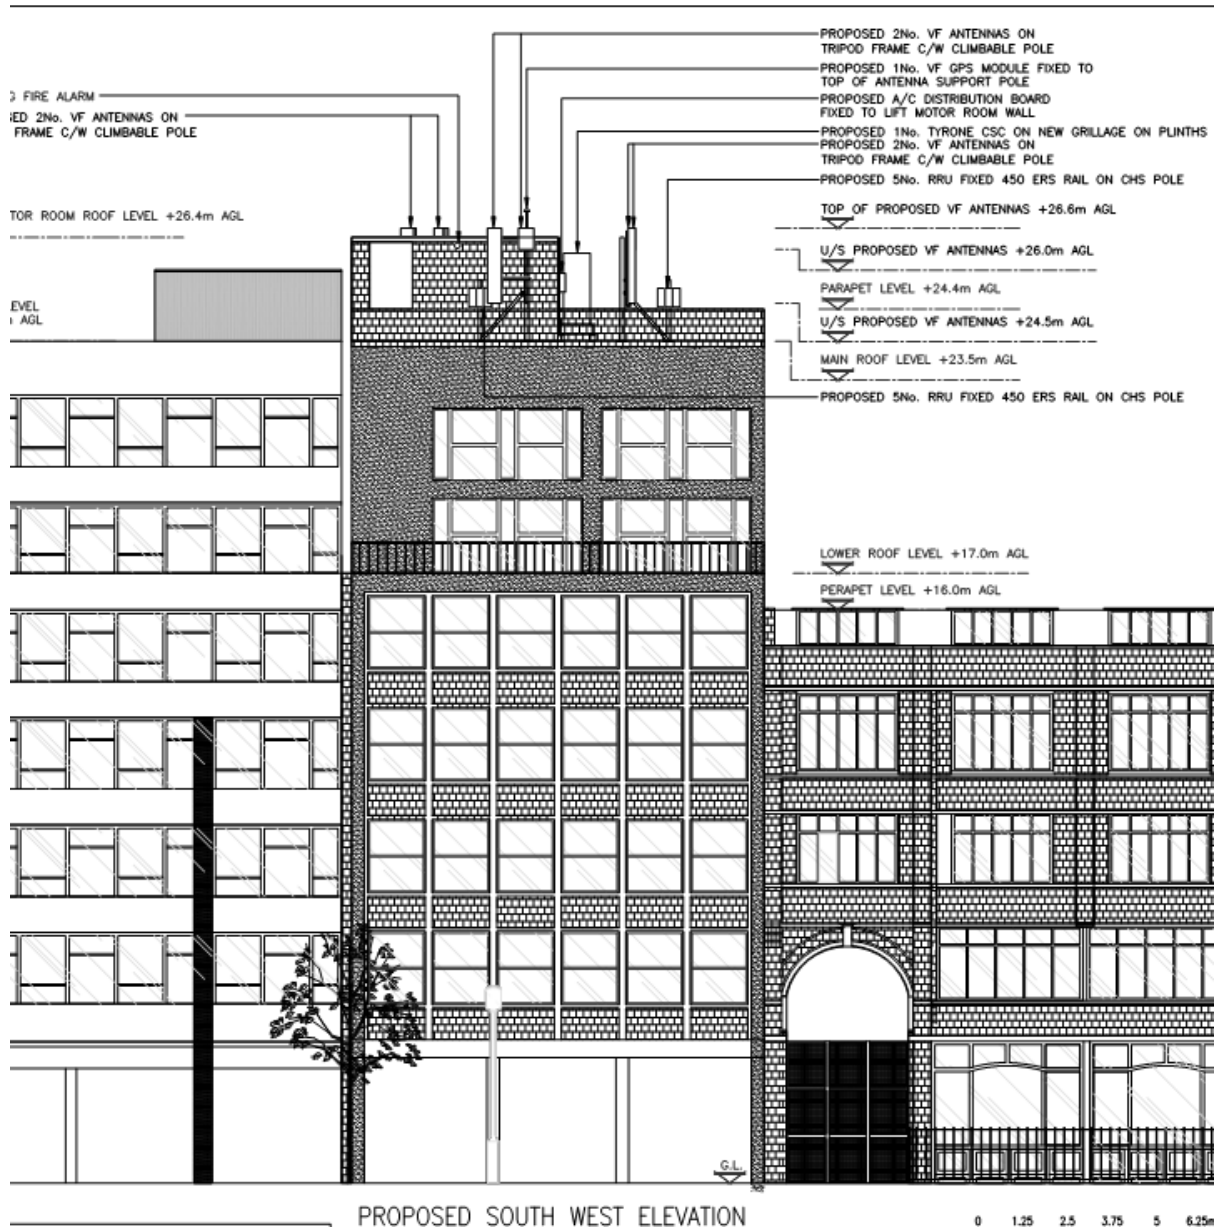 PROPOSED 2No. VF ANTENNAS ON
TRIPOD FRAME C/W CLIMBABLE POLE
PROPOSED 1No. VF GPS MODULE FIXED TO
TOP OF ANTENNA SUPPORT POLE
PROPOSED A/C DISTRIBUTION BOARD
FIXED TO LIFT MOTOR ROOM WALL
PROPOSED 1No. TYRONE CSC ON NEW GRILLAGE ON PLINTHS
PROPOSED 2No. VF ANTENNAS ON
TRIPOD FRAME C/W CLIMBABLE POLE
PROPOSED 5No. RRU FIXED 450 ERS RAIL ON CHS POLE
TOP OF PROPOSED VF ANTENNAS +26.6m AGL
U/S PROPOSED VF ANTENNAS +26.0m AGL
PARAPET LEVEL +24.4m AGL
U/S PROPOSED VF ANTENNAS +24.5m AGL
MAIN ROOF LEVEL +23.5m AGL
PROPOSED 5No. RRU FIXED 450 ERS RAIL ON CHS POLE
LOWER ROOF LEVEL +17.0m AGL
PERAPET LEVEL +16.0m AGL
G FIRE ALARM
ED 2No. VF ANTENNAS ON
FRAME C/W CLIMBABLE POLE
TOR ROOM ROOF LEVEL +26.4m AGL
EVEL
AGL
G.L.
PROPOSED SOUTH WEST ELEVATION
0 1.25 2.5 3.75 5 6.25m